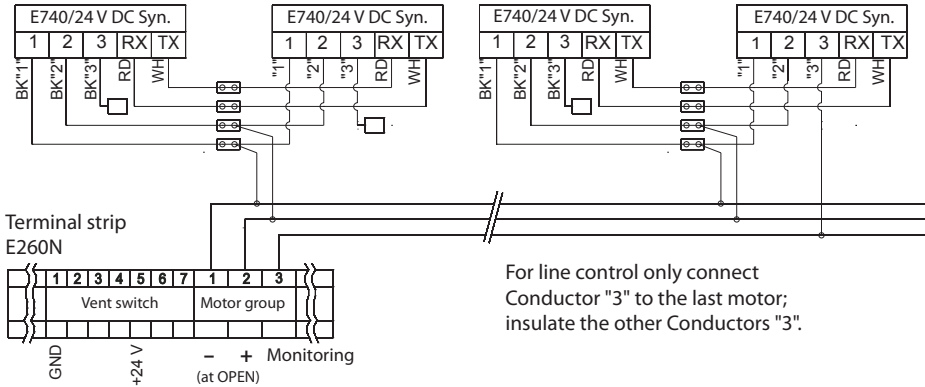 E740/24 V DC Syn. E740/24 V DC Syn. E740/24 V DC Syn. E740/24 V DC Syn.
1 2 3 RX TX 1 2 3 RX TX 1 2 3 RX TX 1 2 3 RX TX
BK"1" BK"2" BK"3" RD WH "1" "2" "3" RD WH BK"1" BK"2" BK"3" RD WH "1" "2" "3" RD WH
Terminal strip
E260N
1 2 3 4 5 6 7 1 2 3
Vent switch Motor group
GND +24 V – + Monitoring
(at OPEN)
For line control only connect
Conductor "3" to the last motor;
insulate the other Conductors "3".